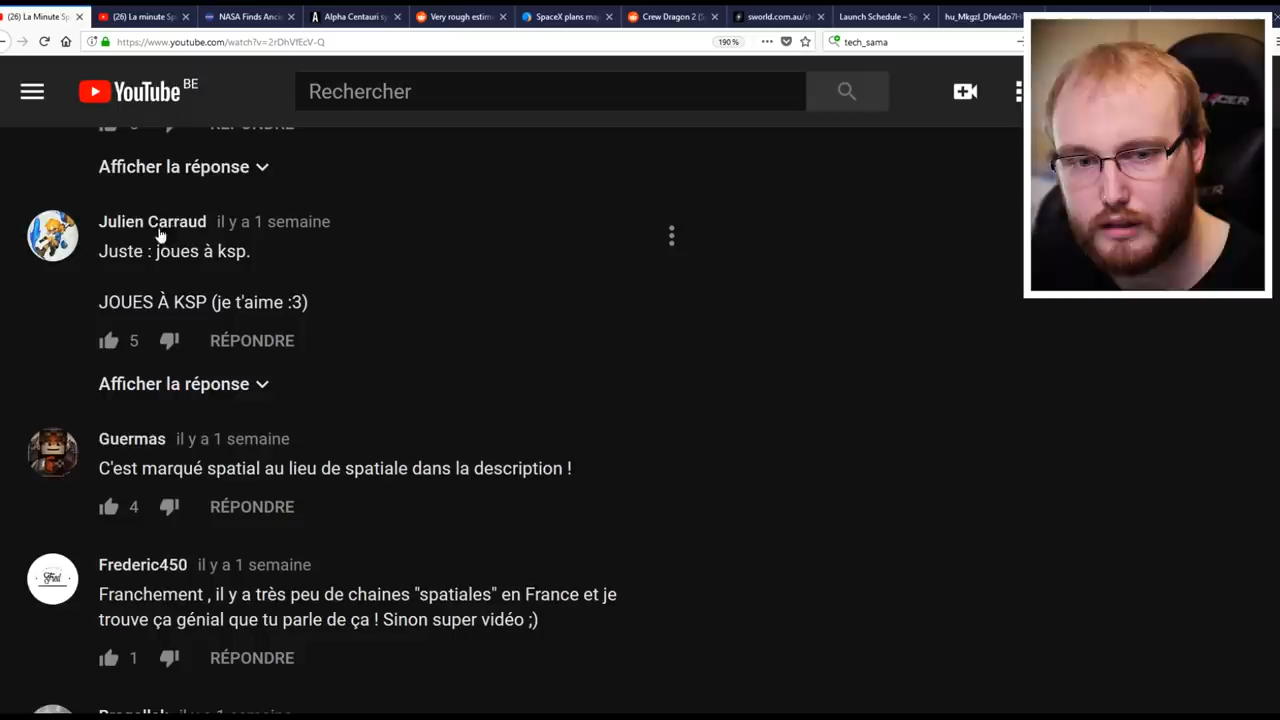 (26) La Minute Sp
(26) La minute Sp
NASA Finds Anci
Alpha Centauri sy
Very rough estim
SpaceX plans ma
Crew Dragon 2 (S
sworld.com.au/st
Launch Schedule – Sp
https://www.youtube.com/watch?v=2rDhVfEcV-Q
190 %
tech_sama
YouTube BE
Rechercher
RÉPONDRE
Afficher la réponse
Julien Carraud il y a 1 semaine
Juste : joues à ksp.
JOUES À KSP (je t'aime :3)
5 RÉPONDRE
Afficher la réponse
Guermas il y a 1 semaine
C'est marqué spatial au lieu de spatiale dans la description !
4 RÉPONDRE
Frederic450 il y a 1 semaine
Franchement , il y a très peu de chaines "spatiales" en France et je
trouve ça génial que tu parle de ça ! Sinon super vidéo ;)
1 RÉPONDRE